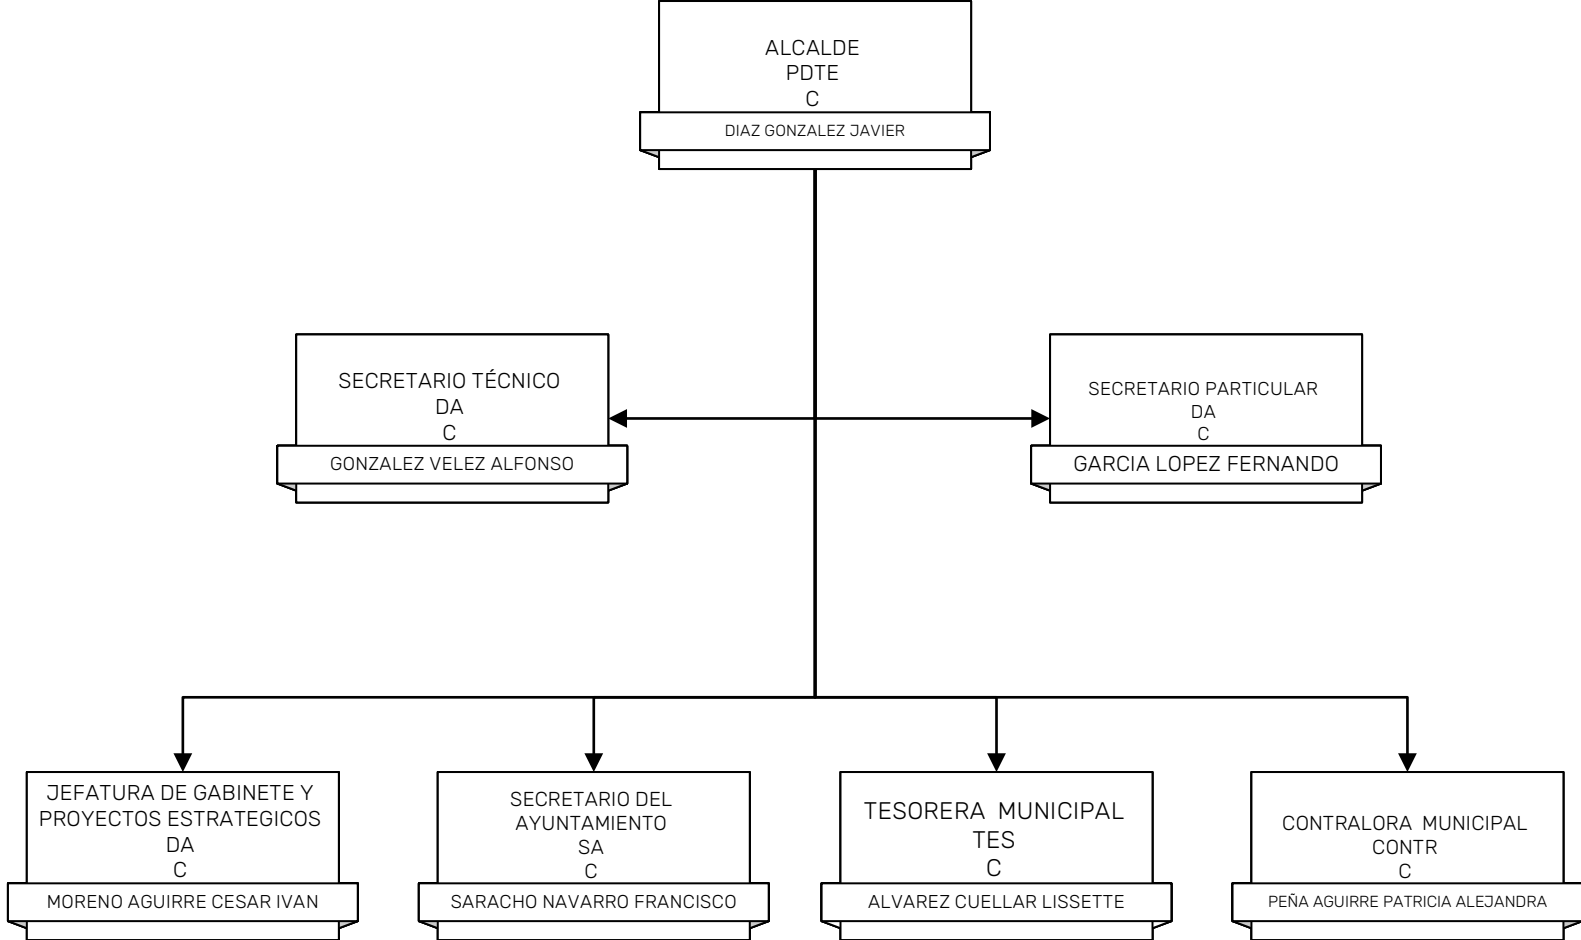 ALCALDE
PDTE
C
DIAZ GONZALEZ JAVIER
SECRETARIO TÉCNICO
DA
C
GONZALEZ VELEZ ALFONSO
SECRETARIO PARTICULAR
DA
C
GARCIA LOPEZ FERNANDO
JEFATURA DE GABINETE Y
PROYECTOS ESTRATEGICOS
DA
C
MORENO AGUIRRE CESAR IVAN
SECRETARIO DEL
AYUNTAMIENTO
SA
C
SARACHO NAVARRO FRANCISCO
TESORERA MUNICIPAL
TES
C
ALVAREZ CUELLAR LISSETTE
CONTRALORA MUNICIPAL
CONTR
C
PEÑA AGUIRRE PATRICIA ALEJANDRA